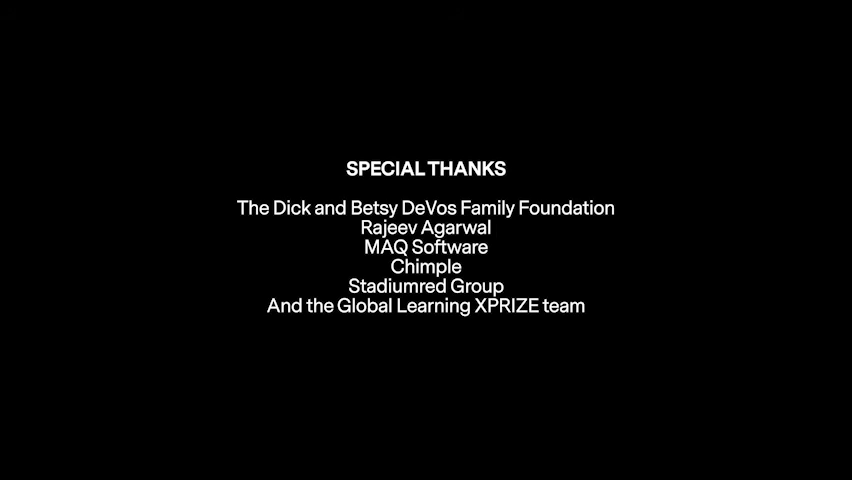 SPECIAL THANKS
The Dick and Betsy DeVos Family Foundation
Rajeev Agarwal
MAQ Software
Chimple
Stadiumred Group
And the Global Learning XPRIZE team